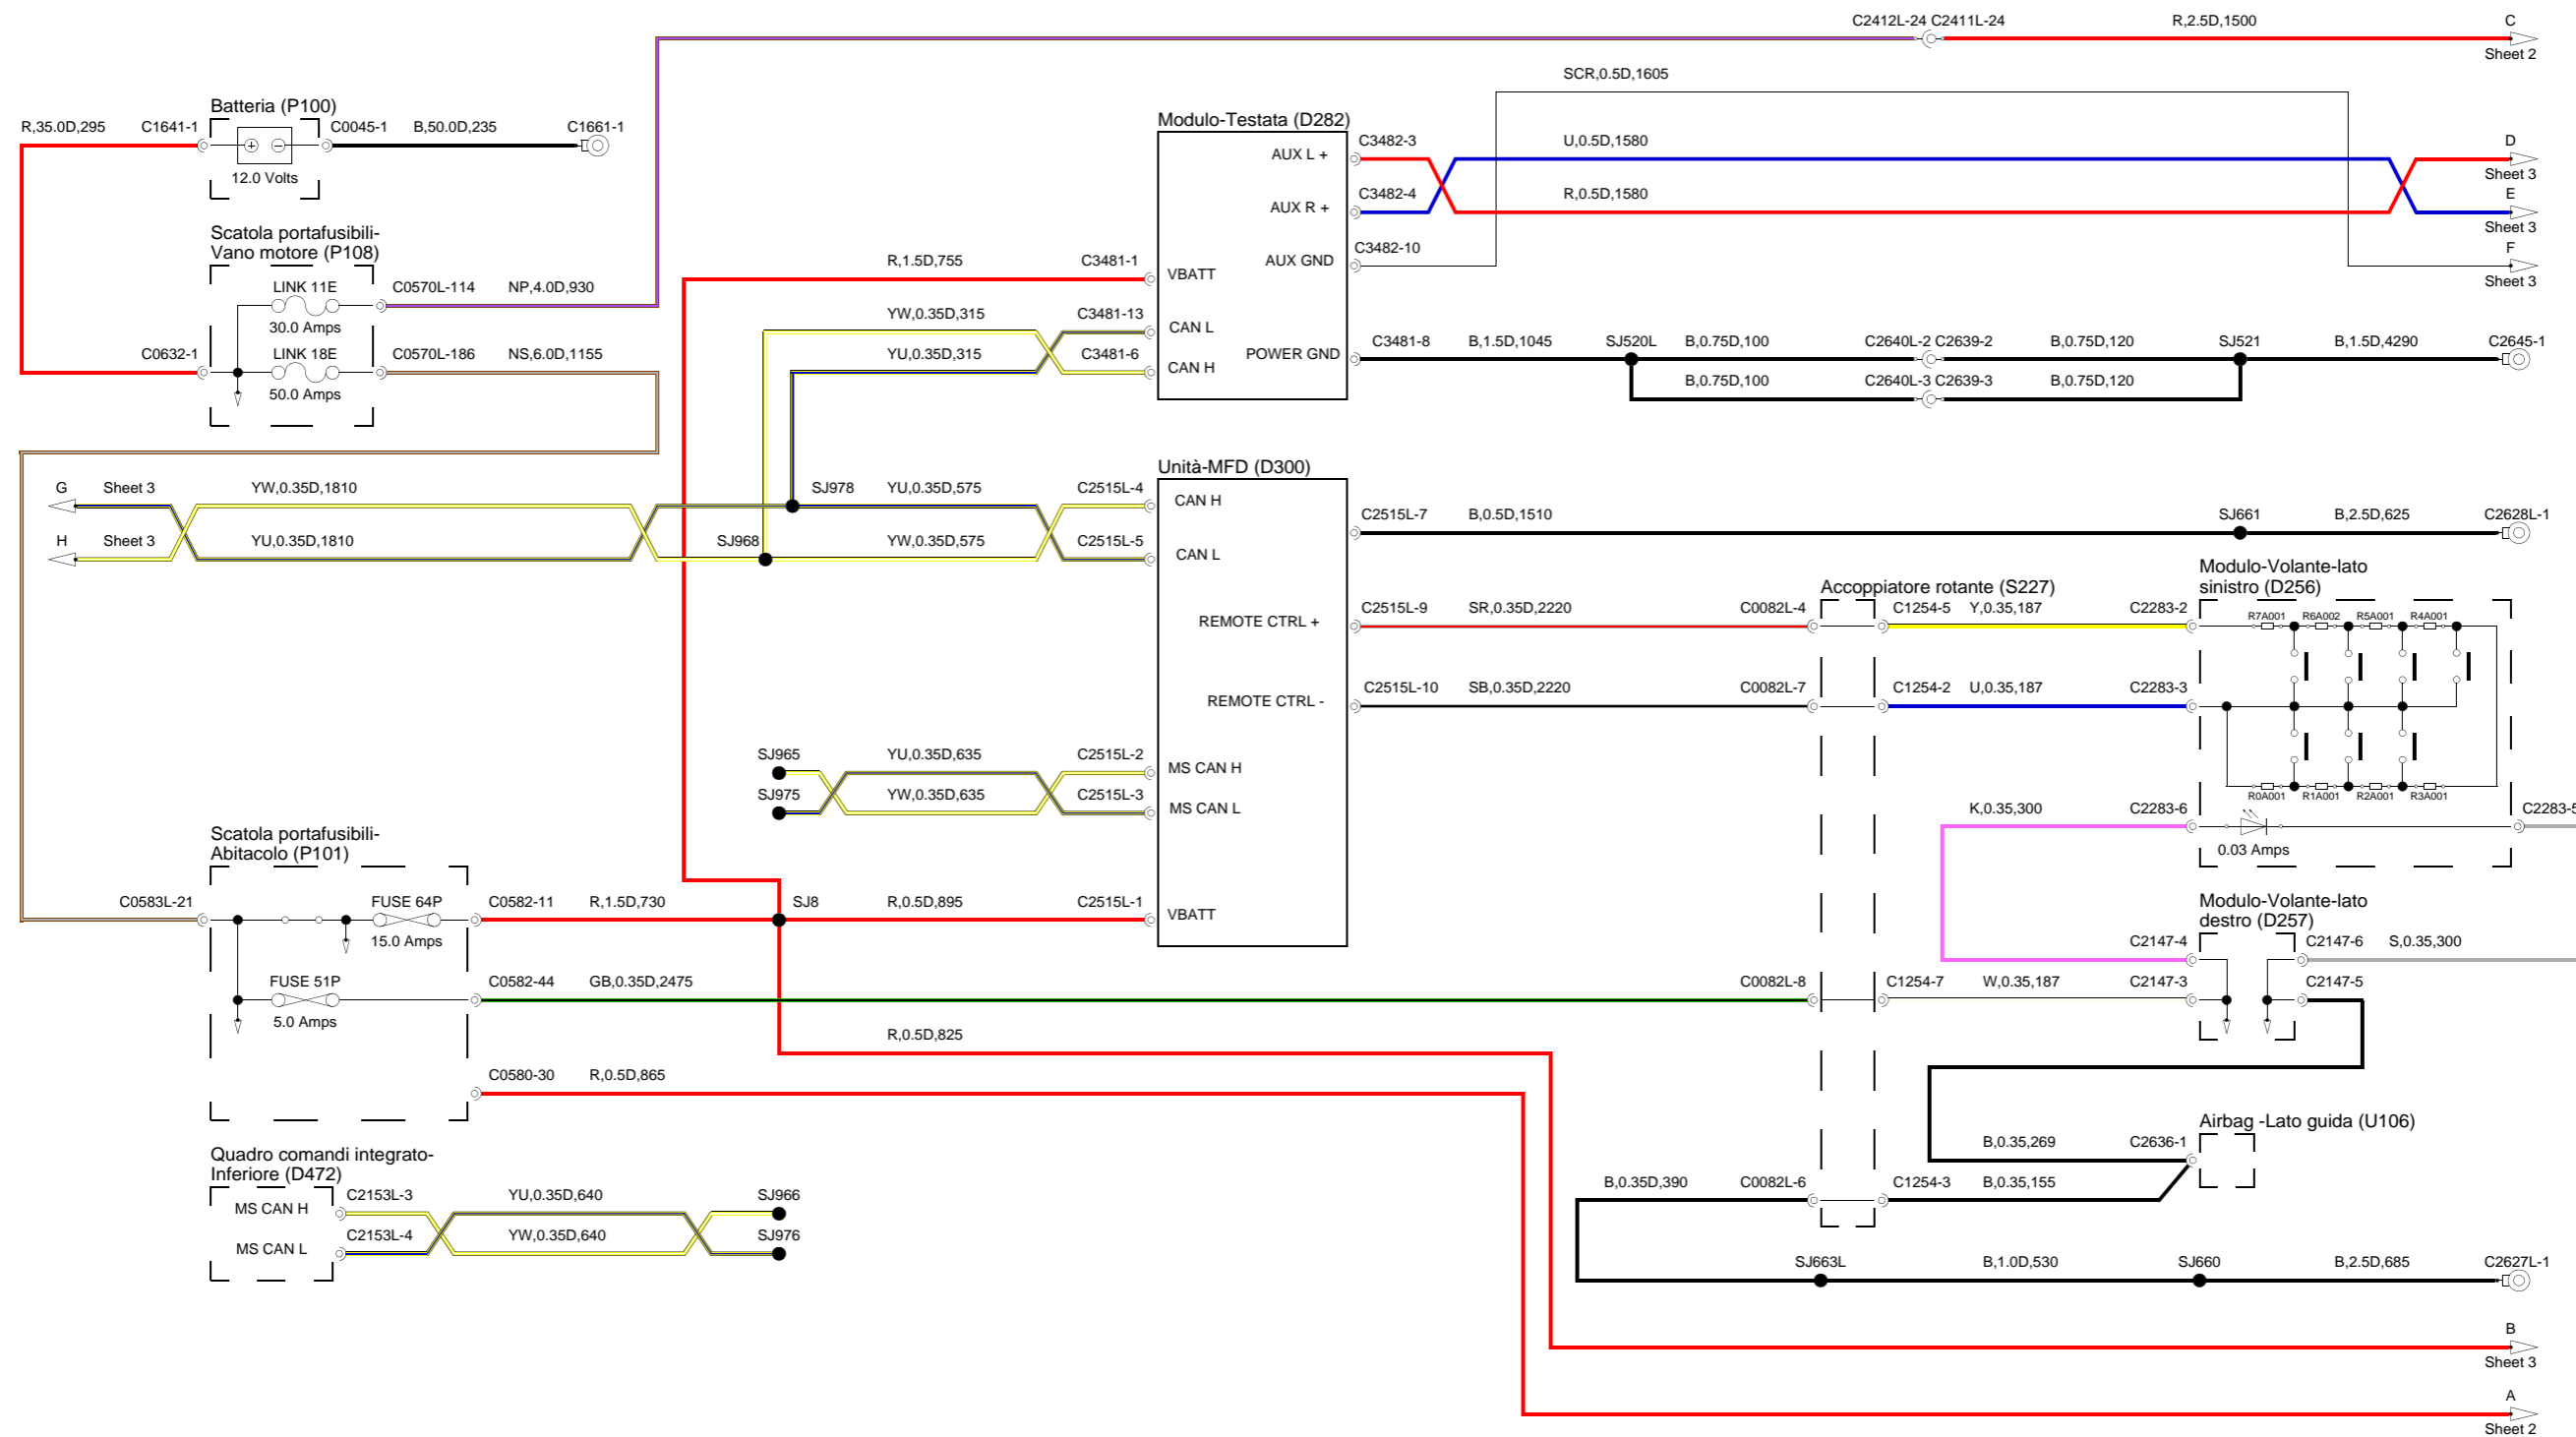 C2412L-24 C2411L-24
R,2.5D,1500
C
Sheet 2
SCR,0.5D,1605
Batteria (P100)
R,35.0D,295
C1641-1
C0045-1
B,50.0D,235
C1661-1
12.0 Volts
Modulo-Testata (D282)
AUX L +
C3482-3
U,0.5D,1580
D
Sheet 3
AUX R +
C3482-4
R,0.5D,1580
E
Sheet 3
AUX GND
C3482-10
F
Sheet 3
Scatola portafusibili-
Vano motore (P108)
LINK 11E
C0570L-114
NP,4.0D,930
30.0 Amps
C0632-1
LINK 18E
C0570L-186
NS,6.0D,1155
50.0 Amps
R,1.5D,755
C3481-1
VBATT
YW,0.35D,315
C3481-13
CAN L
YU,0.35D,315
C3481-6
CAN H
POWER GND
C3481-8
B,1.5D,1045
SJ520L
B,0.75D,100
C2640L-2 C2639-2
B,0.75D,120
SJ521
B,1.5D,4290
C2645-1
B,0.75D,100
C2640L-3 C2639-3
B,0.75D,120
Unità-MFD (D300)
G
Sheet 3
YW,0.35D,1810
SJ978
YU,0.35D,575
C2515L-4
CAN H
H
Sheet 3
YU,0.35D,1810
SJ968
YW,0.35D,575
C2515L-5
CAN L
C2515L-7
B,0.5D,1510
SJ661
B,2.5D,625
C2628L-1
Accoppiatore rotante (S227)
Modulo-Volante-lato
sinistro (D256)
REMOTE CTRL +
C2515L-9
SR,0.35D,2220
C0082L-4
C1254-5
Y,0.35,187
C2283-2
R7A001
R6A002
R5A001
R4A001
REMOTE CTRL -
C2515L-10
SB,0.35D,2220
C0082L-7
C1254-2
U,0.35,187
C2283-3
SJ965
YU,0.35D,635
C2515L-2
MS CAN H
SJ975
YW,0.35D,635
C2515L-3
MS CAN L
R0A001
R1A001
R2A001
R3A001
K,0.35,300
C2283-6
C2283-5
0.03 Amps
Scatola portafusibili-
Abitacolo (P101)
C0583L-21
FUSE 64P
C0582-11
R,1.5D,730
SJ8
R,0.5D,895
C2515L-1
VBATT
15.0 Amps
Modulo-Volante-lato
destro (D257)
C2147-4
C2147-6
S,0.35,300
FUSE 51P
C0582-44
GB,0.35D,2475
C0082L-8
C1254-7
W,0.35,187
C2147-3
C2147-5
5.0 Amps
R,0.5D,825
C0580-30
R,0.5D,865
Airbag -Lato guida (U106)
B,0.35,269
C2636-1
Quadro comandi integrato-
Inferiore (D472)
MS CAN H
C2153L-3
YU,0.35D,640
SJ966
MS CAN L
C2153L-4
YW,0.35D,640
SJ976
B,0.35D,390
C0082L-6
C1254-3
B,0.35,155
SJ663L
B,1.0D,530
SJ660
B,2.5D,685
C2627L-1
B
Sheet 3
A
Sheet 2